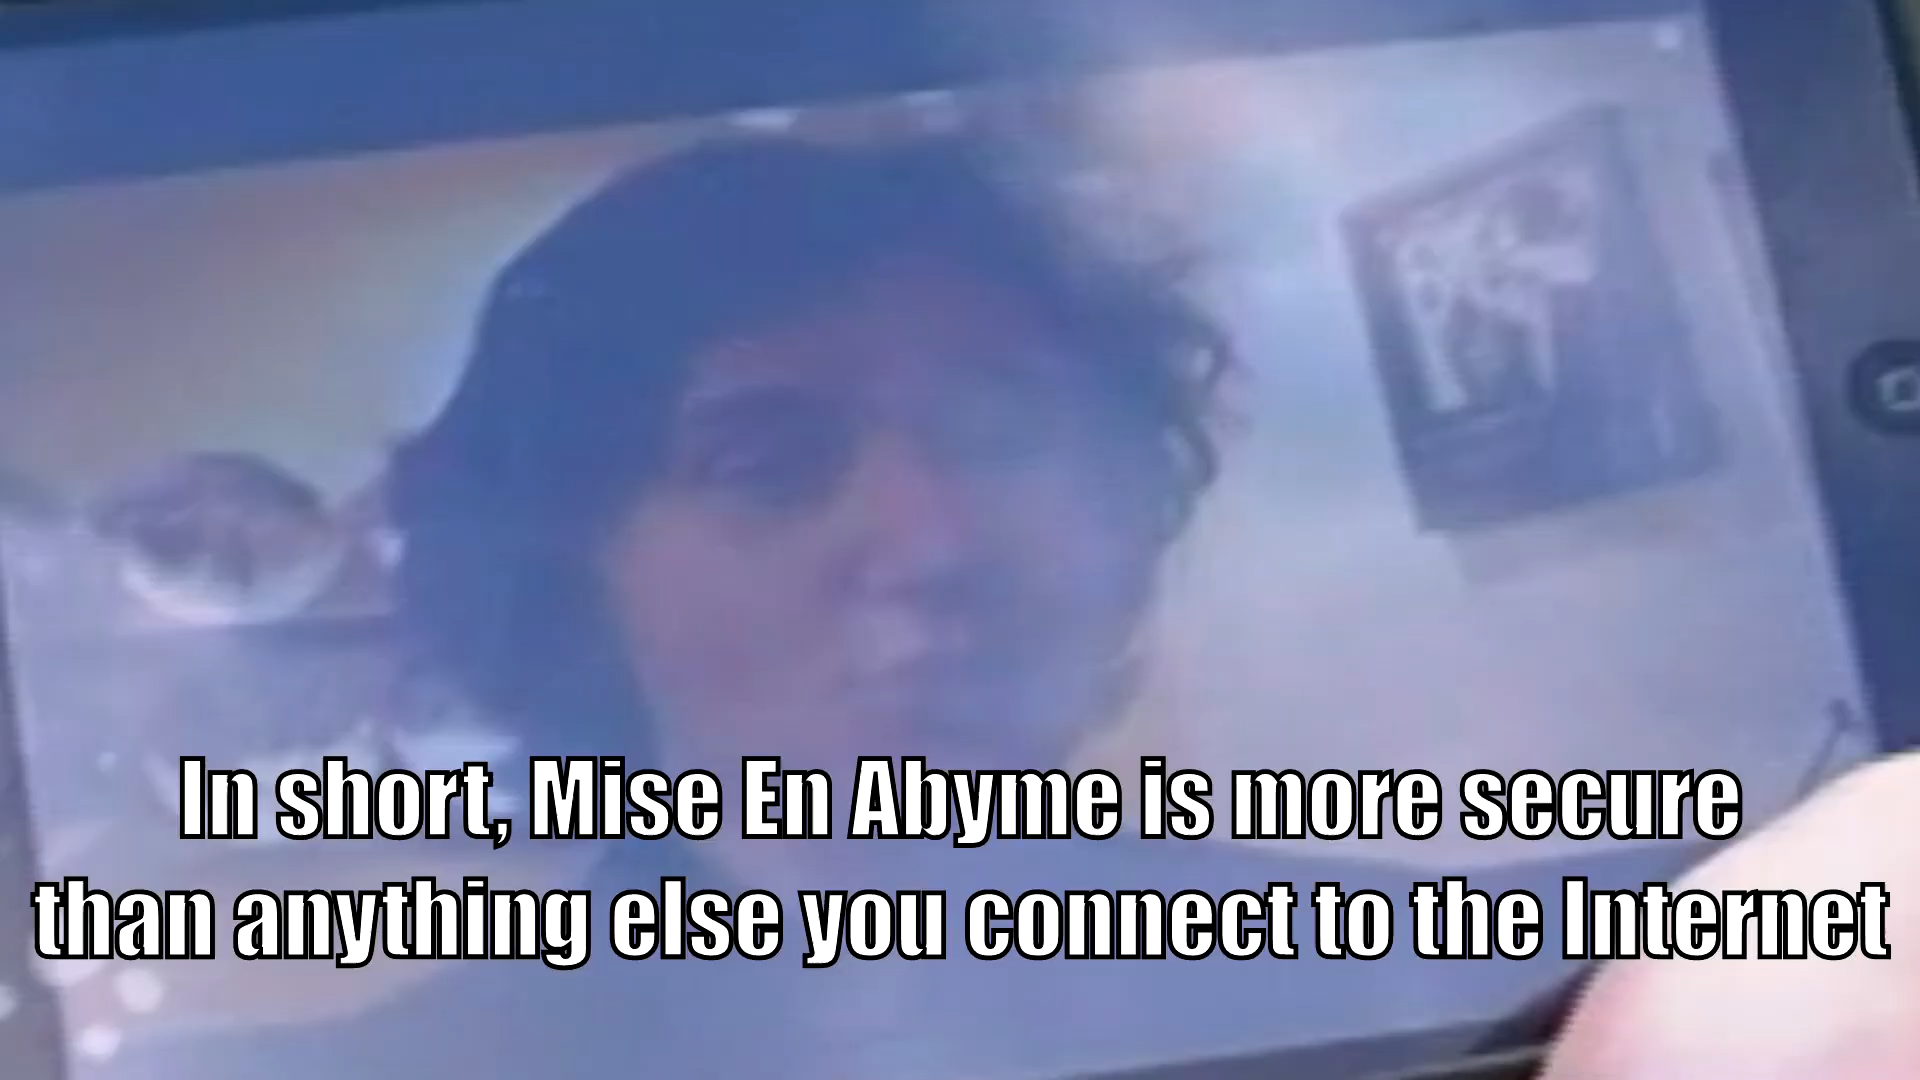 In short, Mise En Abyme is more secure
than anything else you connect to the Internet